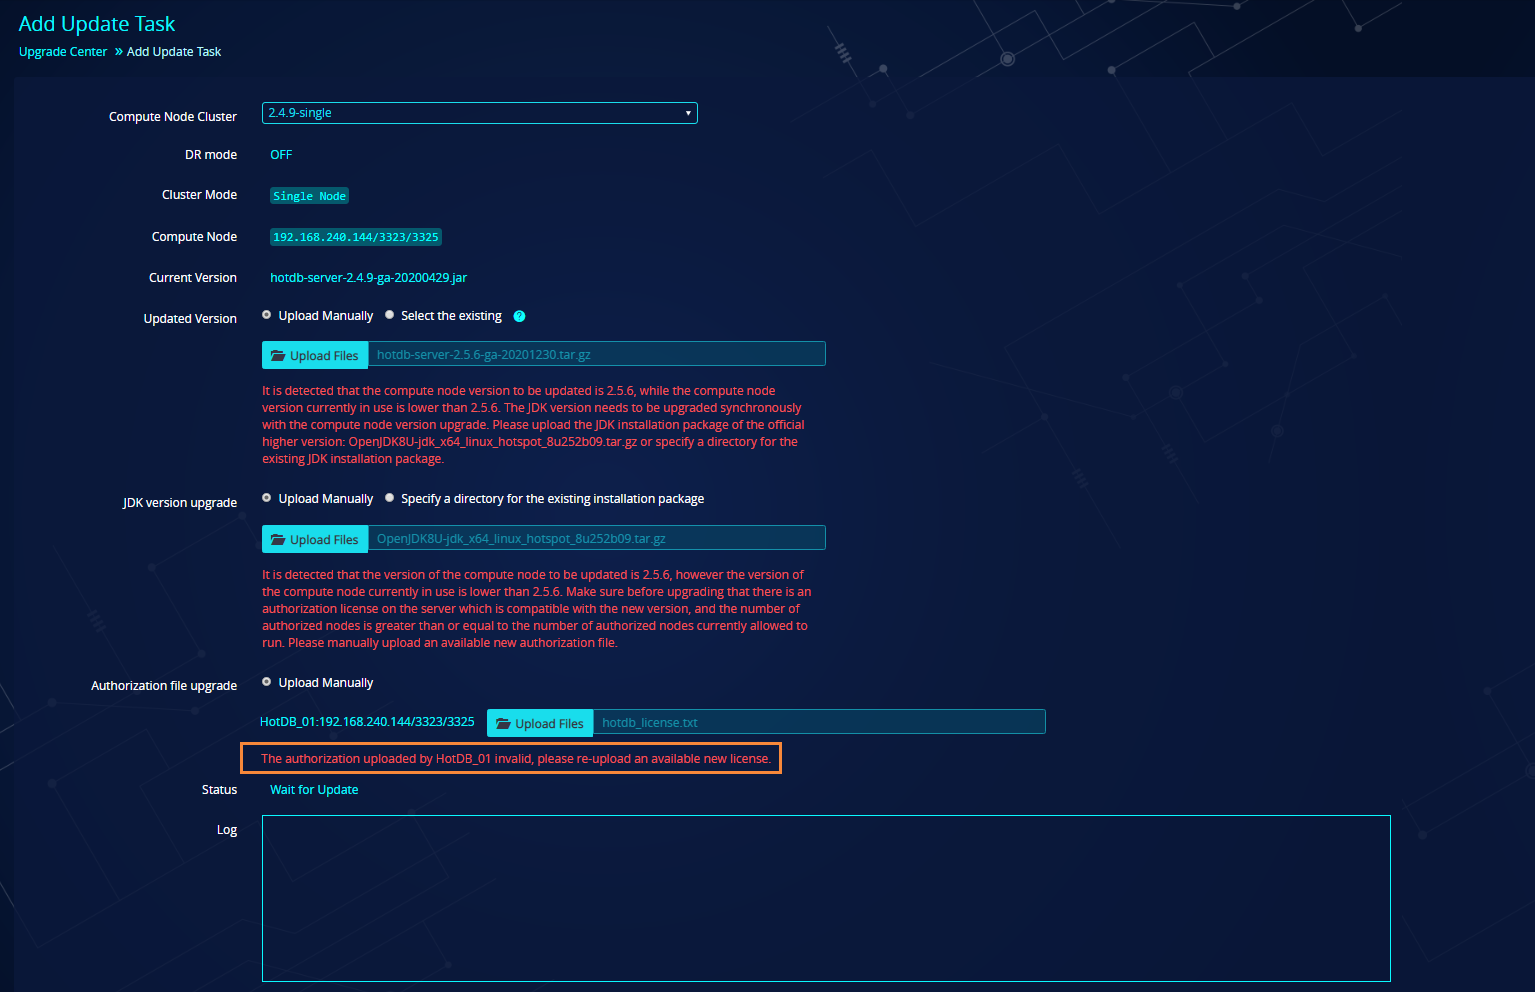 Add Update Task
Upgrade Center » Add Update Task
Compute Node Cluster 2.4.9-single
DR mode OFF
Cluster Mode Single Node
Compute Node 192.168.240.144/3323/3325
Current Version hotdb-server-2.4.9-ga-20200429.jar
Updated Version Upload Manually Select the existing ?
Upload Files hotdb-server-2.5.6-ga-20201230.tar.gz
It is detected that the compute node version to be updated is 2.5.6, while the compute node
version currently in use is lower than 2.5.6. The JDK version needs to be upgraded synchronously
with the compute node version upgrade. Please upload the JDK installation package of the official
higher version: OpenJDK8U-jdk_x64_linux_hotspot_8u252b09.tar.gz or specify a directory for the
existing JDK installation package.
JDK version upgrade Upload Manually Specify a directory for the existing installation package
Upload Files OpenJDK8U-jdk_x64_linux_hotspot_8u252b09.tar.gz
It is detected that the version of the compute node to be updated is 2.5.6, however the version of
the compute node currently in use is lower than 2.5.6. Make sure before upgrading that there is an
authorization license on the server which is compatible with the new version, and the number of
authorized nodes is greater than or equal to the number of authorized nodes currently allowed to
run. Please manually upload an available new authorization file.
Authorization file upgrade Upload Manually
HotDB_01:192.168.240.144/3323/3325 Upload Files hotdb_license.txt
The authorization uploaded by HotDB_01 invalid, please re-upload an available new license.
Status Wait for Update
Log